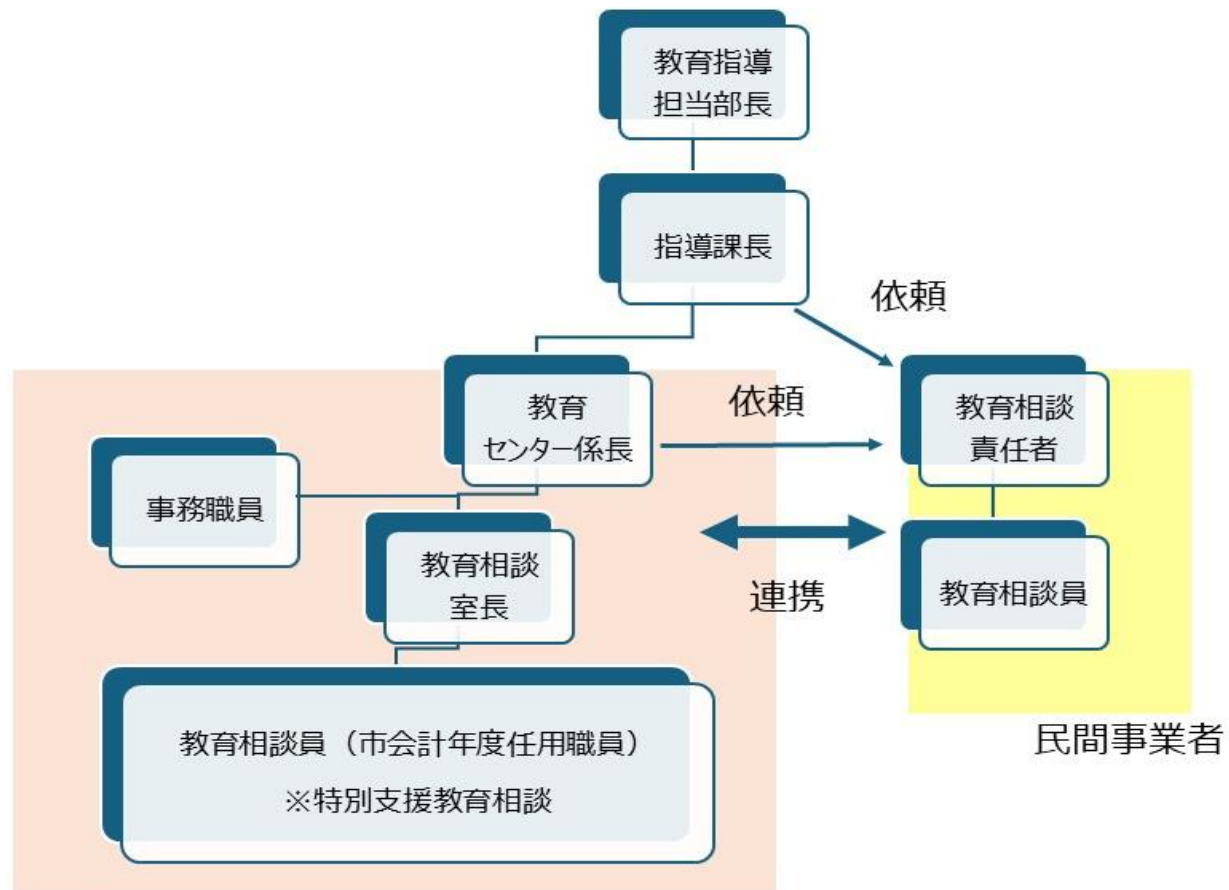 教育指導
担当部長
指導課長
依頼
教育
センター係長
依頼
教育相談
責任者
事務職員
教育相談
室長
連携
教育相談員
教育相談員（市会計年度任用職員）
※特別支援教育相談
民間事業者